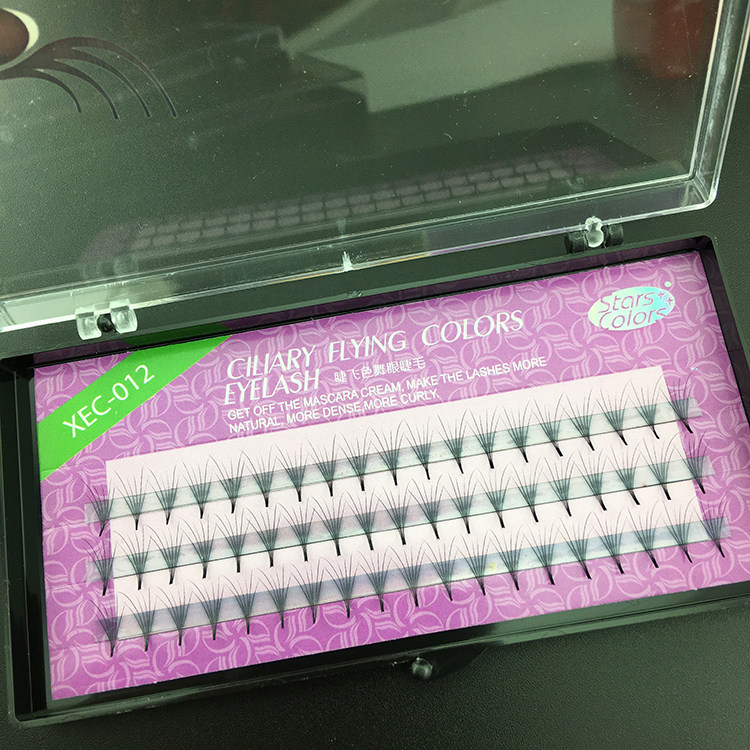 Stars
Colors
XEC-012
CILIARY FLYING COLORS
EYELASH 睫飞色舞眼睫毛
GET OFF THE MASCARA CREAM, MAKE THE LASHES MORE
NATURAL, MORE DENSE,MORE CURLY.